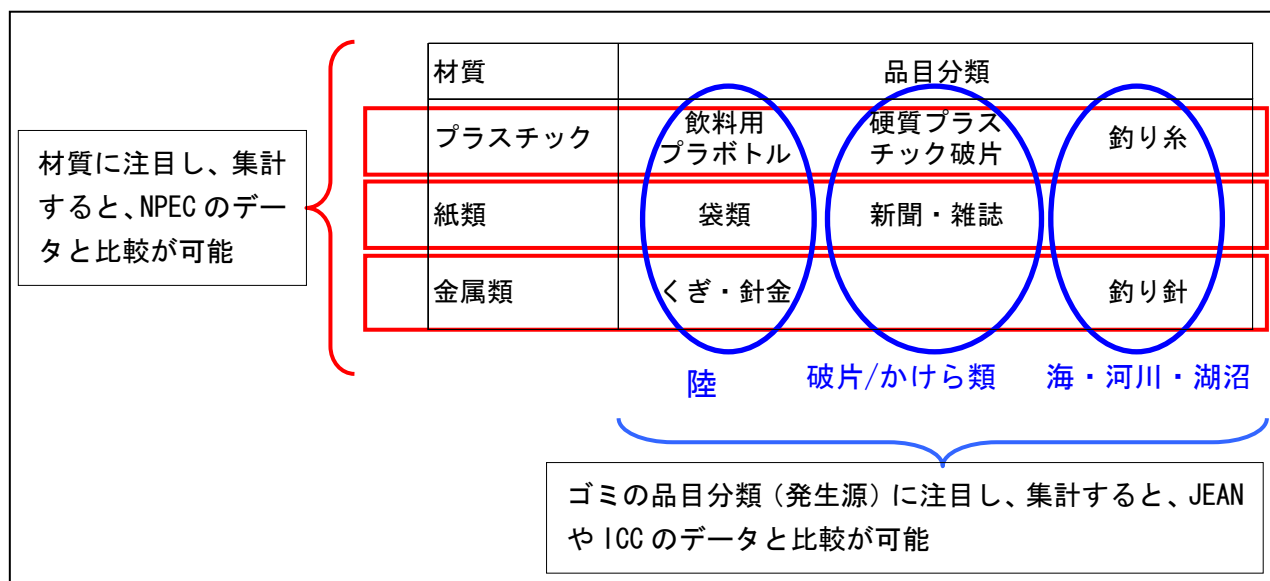 材質 品目分類
プラスチック 飲料用プラボトル 硬質プラスチック破片 釣り糸
紙類 袋類 新聞・雑誌
金属類 くぎ・針金 釣り針
材質に注目し、集計
すると、NPECのデー
タと比較が可能
陸 破片/かけら類 海・河川・湖沼
ゴミの品目分類（発生源）に注目し、集計すると、JEAN
やICCのデータと比較が可能